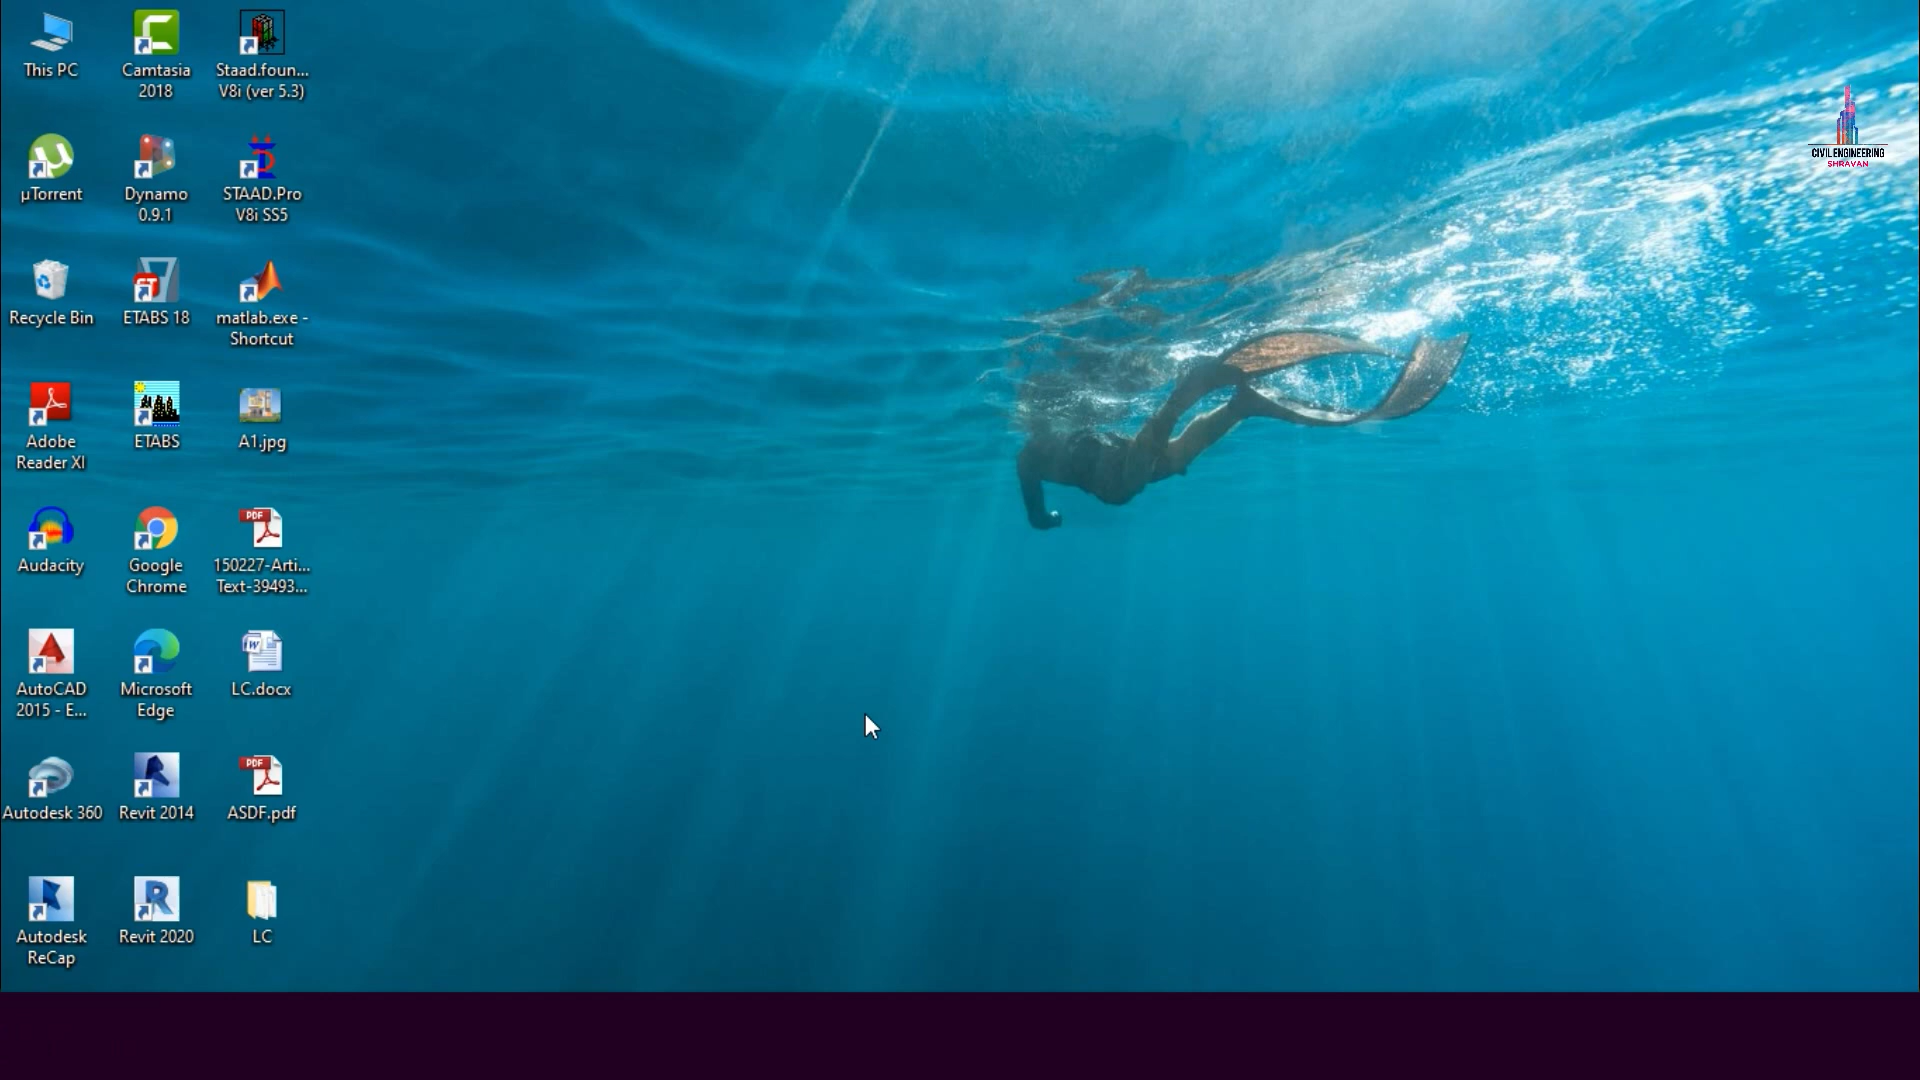 This PC
Camtasia
2018
Staad.foun...
V8i (ver 5.3)
µTorrent
Dynamo
0.9.1
STAAD.Pro
V8i SS5
Recycle Bin
ETABS 18
matlab.exe -
Shortcut
Adobe
Reader XI
ETABS
A1.jpg
Audacity
Google
Chrome
PDF
150227-Arti...
Text-39493...
AutoCAD
2015 - E...
Microsoft
Edge
LC.docx
Autodesk 360
Revit 2014
PDF
ASDF.pdf
Autodesk
ReCap
Revit 2020
LC
CIVIL ENGINEERING
SHRAVAN